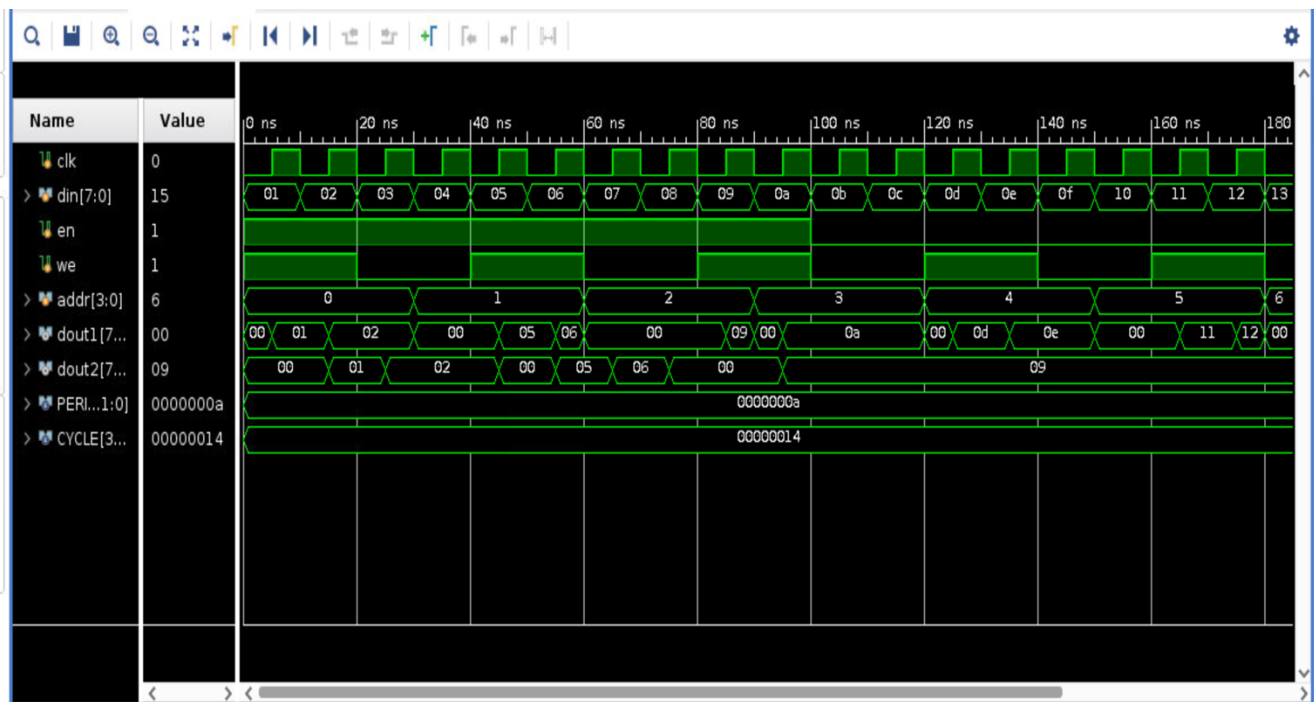 Name Value 0 ns 20 ns 40 ns 60 ns 80 ns 100 ns 120 ns 140 ns 160 ns 180
clk 0
din[7:0] 15 01 02 03 04 05 06 07 08 09 0a 0b 0c 0d 0e 0f 10 11 12 13
en 1
we 1
addr[3:0] 6 0 1 2 3 4 5 6
dout1[7... 00 00 01 02 00 05 06 00 09 00 0a 00 0d 0e 00 11 12 00
dout2[7... 09 00 01 02 00 05 06 00 09
PERI...1:0] 0000000a 0000000a
CYCLE[3... 00000014 00000014